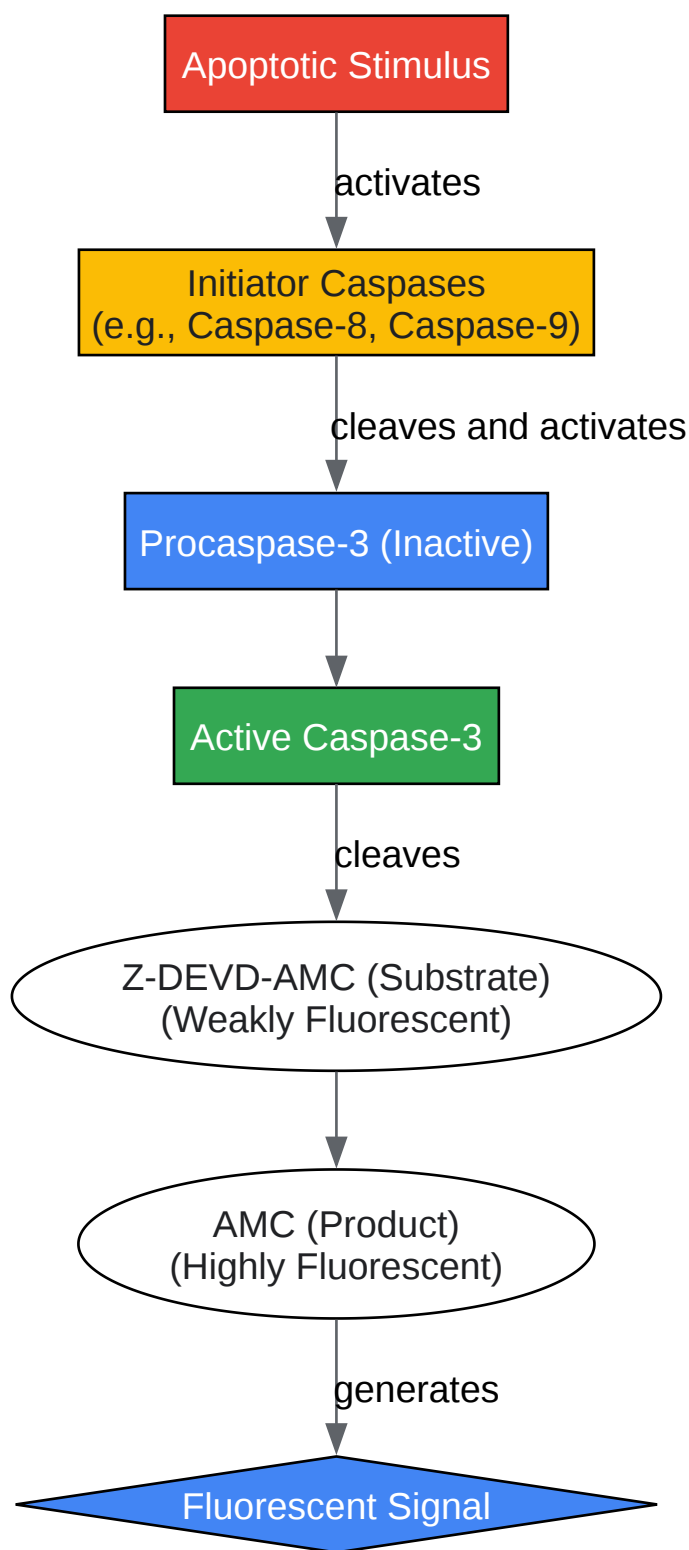 Apoptotic Stimulus
activates
Initiator Caspases
(e.g., Caspase-8, Caspase-9)
cleaves and activates
Procaspase-3 (Inactive)
Active Caspase-3
cleaves
Z-DEVD-AMC (Substrate)
(Weakly Fluorescent)
AMC (Product)
(Highly Fluorescent)
generates
Fluorescent Signal